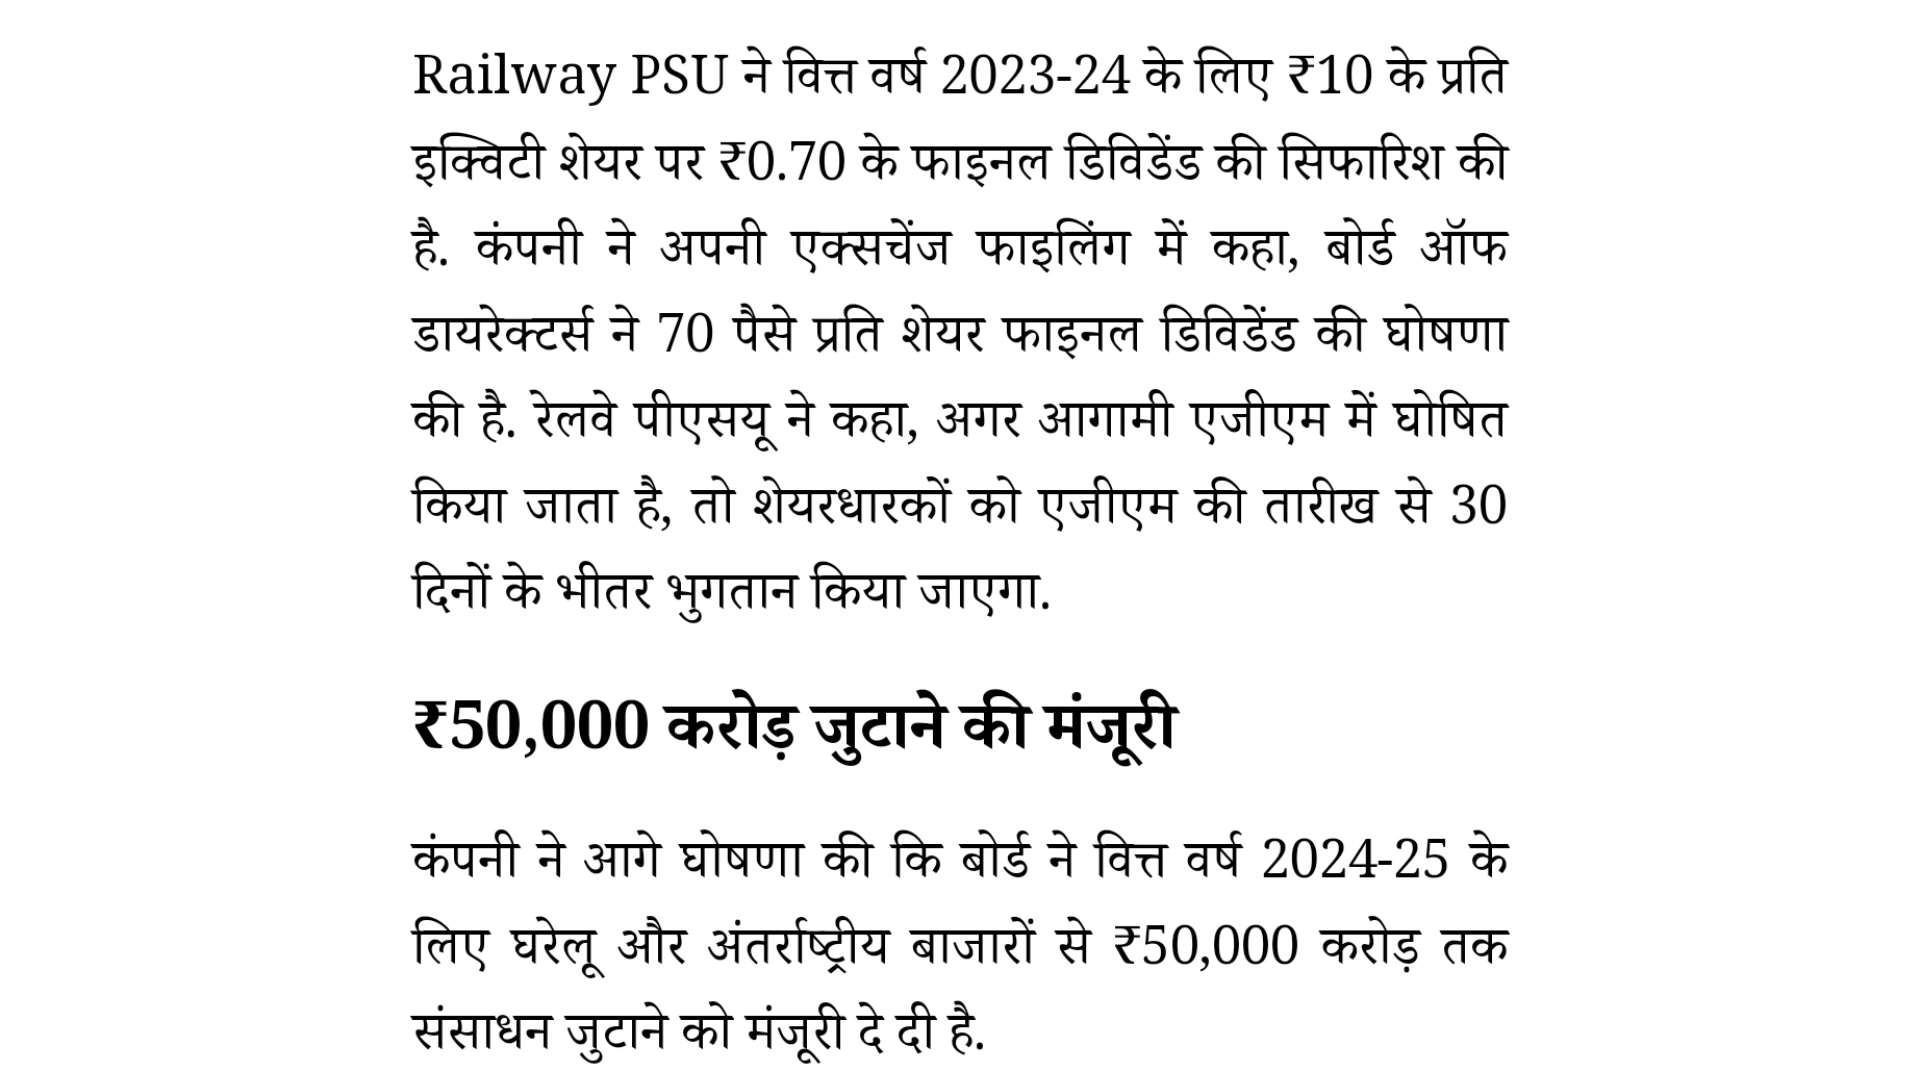 Railway PSU ने वित्त वर्ष 2023-24 के लिए ₹10 के प्रति
इक्विटी शेयर पर ₹0.70 के फाइनल डिविडेंड की सिफारिश की
है. कंपनी ने अपनी एक्सचेंज फाइलिंग में कहा, बोर्ड ऑफ
डायरेक्टर्स ने 70 पैसे प्रति शेयर फाइनल डिविडेंड की घोषणा
की है. रेलवे पीएसयू ने कहा, अगर आगामी एजीएम में घोषित
किया जाता है, तो शेयरधारकों को एजीएम की तारीख से 30
दिनों के भीतर भुगतान किया जाएगा.
₹50,000 करोड़ जुटाने की मंजूरी
कंपनी ने आगे घोषणा की कि बोर्ड ने वित्त वर्ष 2024-25 के
लिए घरेलू और अंतर्राष्ट्रीय बाजारों से ₹50,000 करोड़ तक
संसाधन जुटाने को मंजूरी दे दी है.